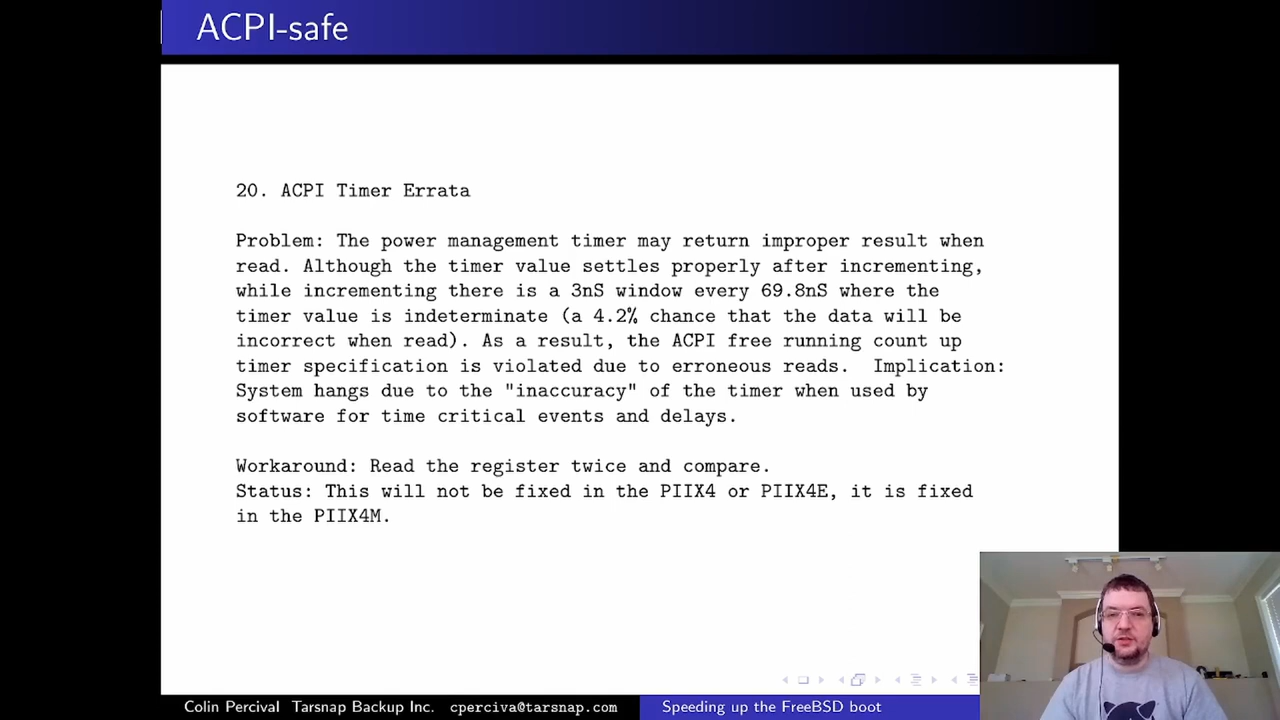 ACPI-safe
20. ACPI Timer Errata
Problem: The power management timer may return improper result when
read. Although the timer value settles properly after incrementing,
while incrementing there is a 3nS window every 69.8nS where the
timer value is indeterminate (a 4.2% chance that the data will be
incorrect when read). As a result, the ACPI free running count up
timer specification is violated due to erroneous reads.  Implication:
System hangs due to the "inaccuracy" of the timer when used by
software for time critical events and delays.
Workaround: Read the register twice and compare.
Status: This will not be fixed in the PIIX4 or PIIX4E, it is fixed
in the PIIX4M.
Colin Percival Tarsnap Backup Inc. cperciva@tarsnap.com
Speeding up the FreeBSD boot